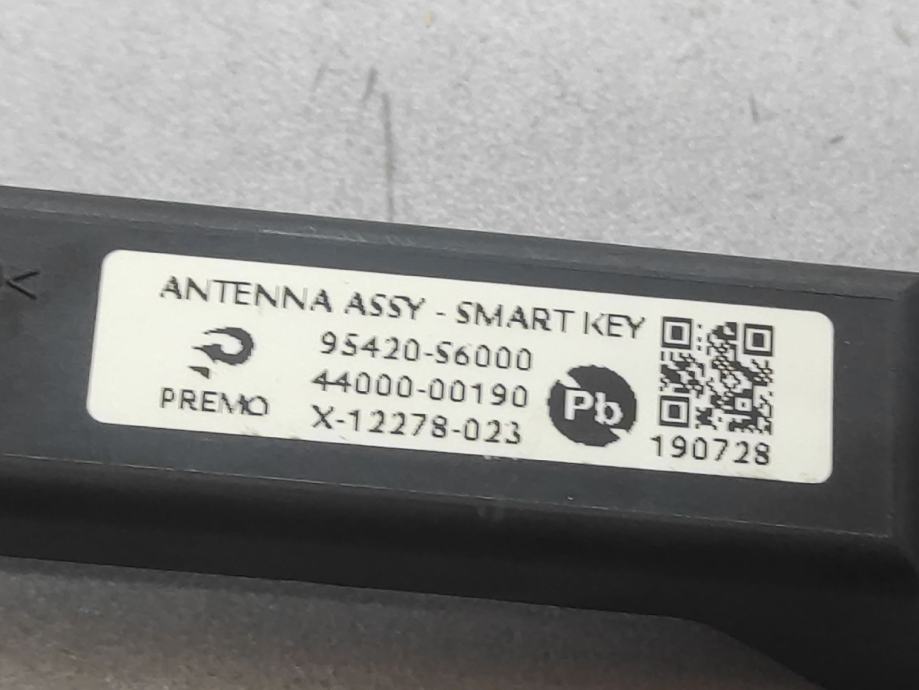 ANTENNA ASSY - SMART KEY
95420-S6000
44000-00190
X-12278-023
PREMO
Pb
190728